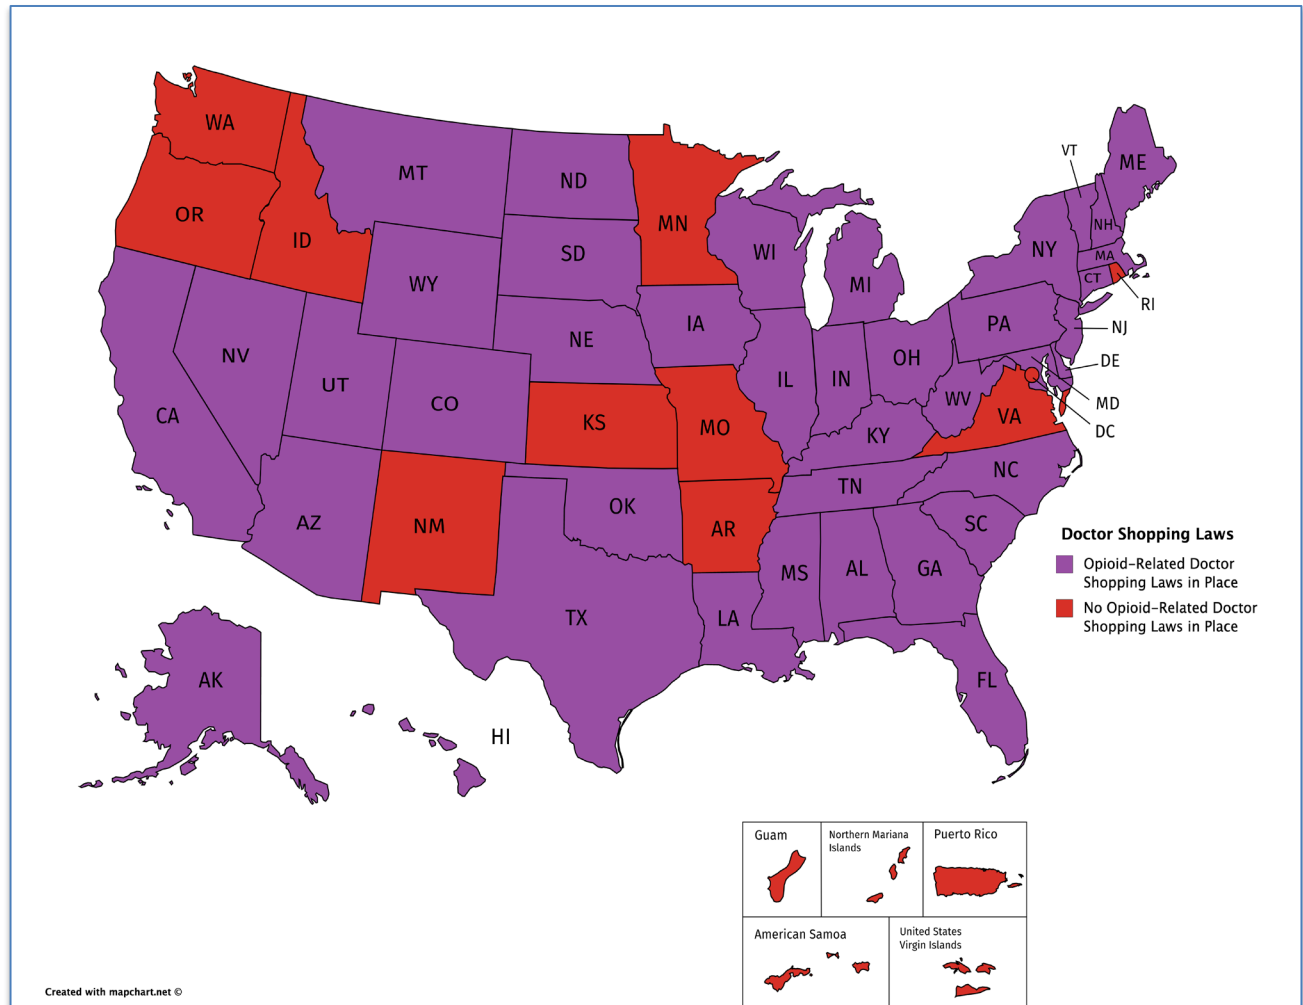 WA
MT
ND
MN
OR
ID
SD
WI
WY
MI
IA
NE
NV
UT
CO
CA
KS
MO
IL
IN
OH
PA
NY
VT
ME
NH
MA
CT
RI
NJ
DE
MD
DC
WV
VA
KY
NC
TN
AZ
NM
OK
AR
SC
MS
AL
GA
TX
LA
FL
AK
HI
Doctor Shopping Laws
Opioid-Related Doctor
Shopping Laws in Place
No Opioid-Related Doctor
Shopping Laws in Place
Guam
Northern Mariana
Islands
Puerto Rico
American Samoa
United States
Virgin Islands
Created with mapchart.net ©